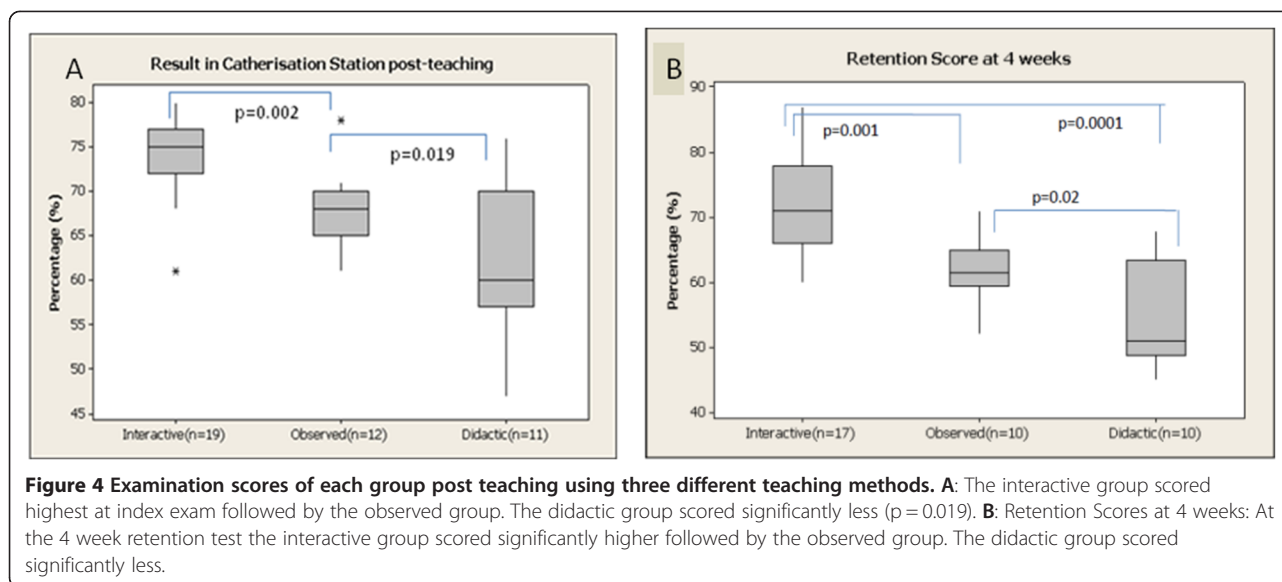 A
Result in Catherisation Station post-teaching
Percentage (%)
80
75
70
65
60
55
50
45
p=0.002
p=0.019
*
*
Interactive(n=19) Observed(n=12) Didactic(n=11)
B
Retention Score at 4 weeks
Percentage (%)
90
80
70
60
50
40
p=0.001
p=0.0001
p=0.02
Interactive(n=17) Observed(n=10) Didactic(n=10)
Figure 4 Examination scores of each group post teaching using three different teaching methods. A: The interactive group scored
highest at index exam followed by the observed group. The didactic group scored significantly less (p = 0.019). B: Retention Scores at 4 weeks: At
the 4 week retention test the interactive group scored significantly higher followed by the observed group. The didactic group scored
significantly less.